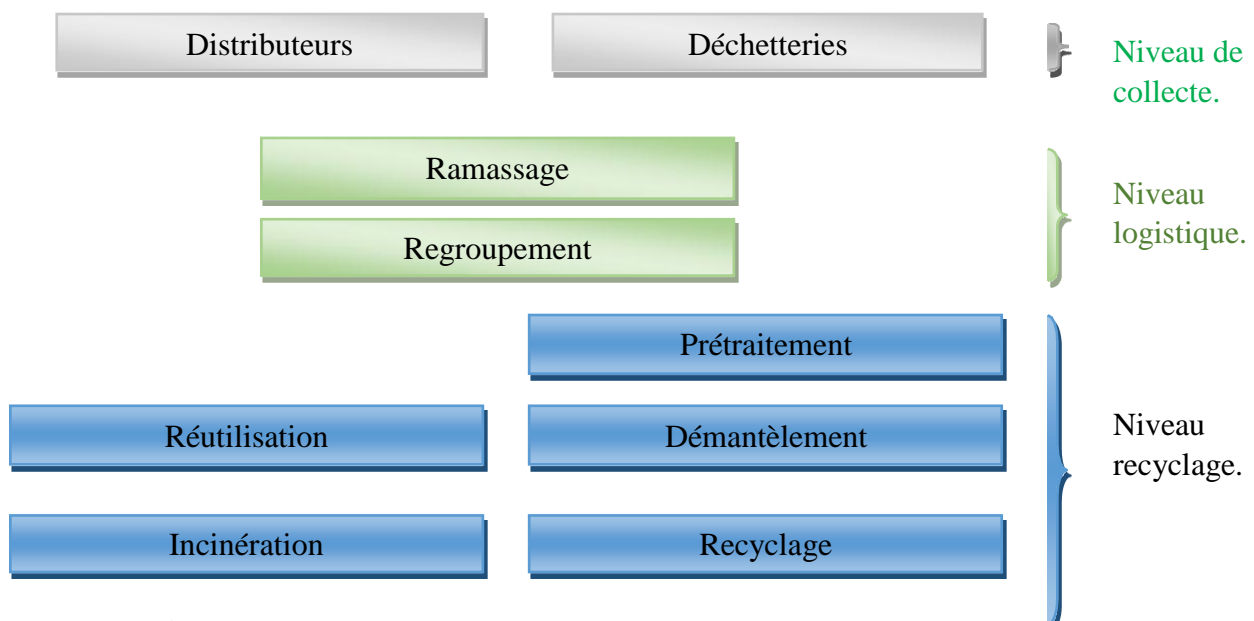 Distributeurs
Déchetteries
Niveau de
collecte.
Ramassage
Regroupement
Niveau
logistique.
Prétraitement
Réutilisation
Démantèlement
Incinération
Recyclage
Niveau
recyclage.